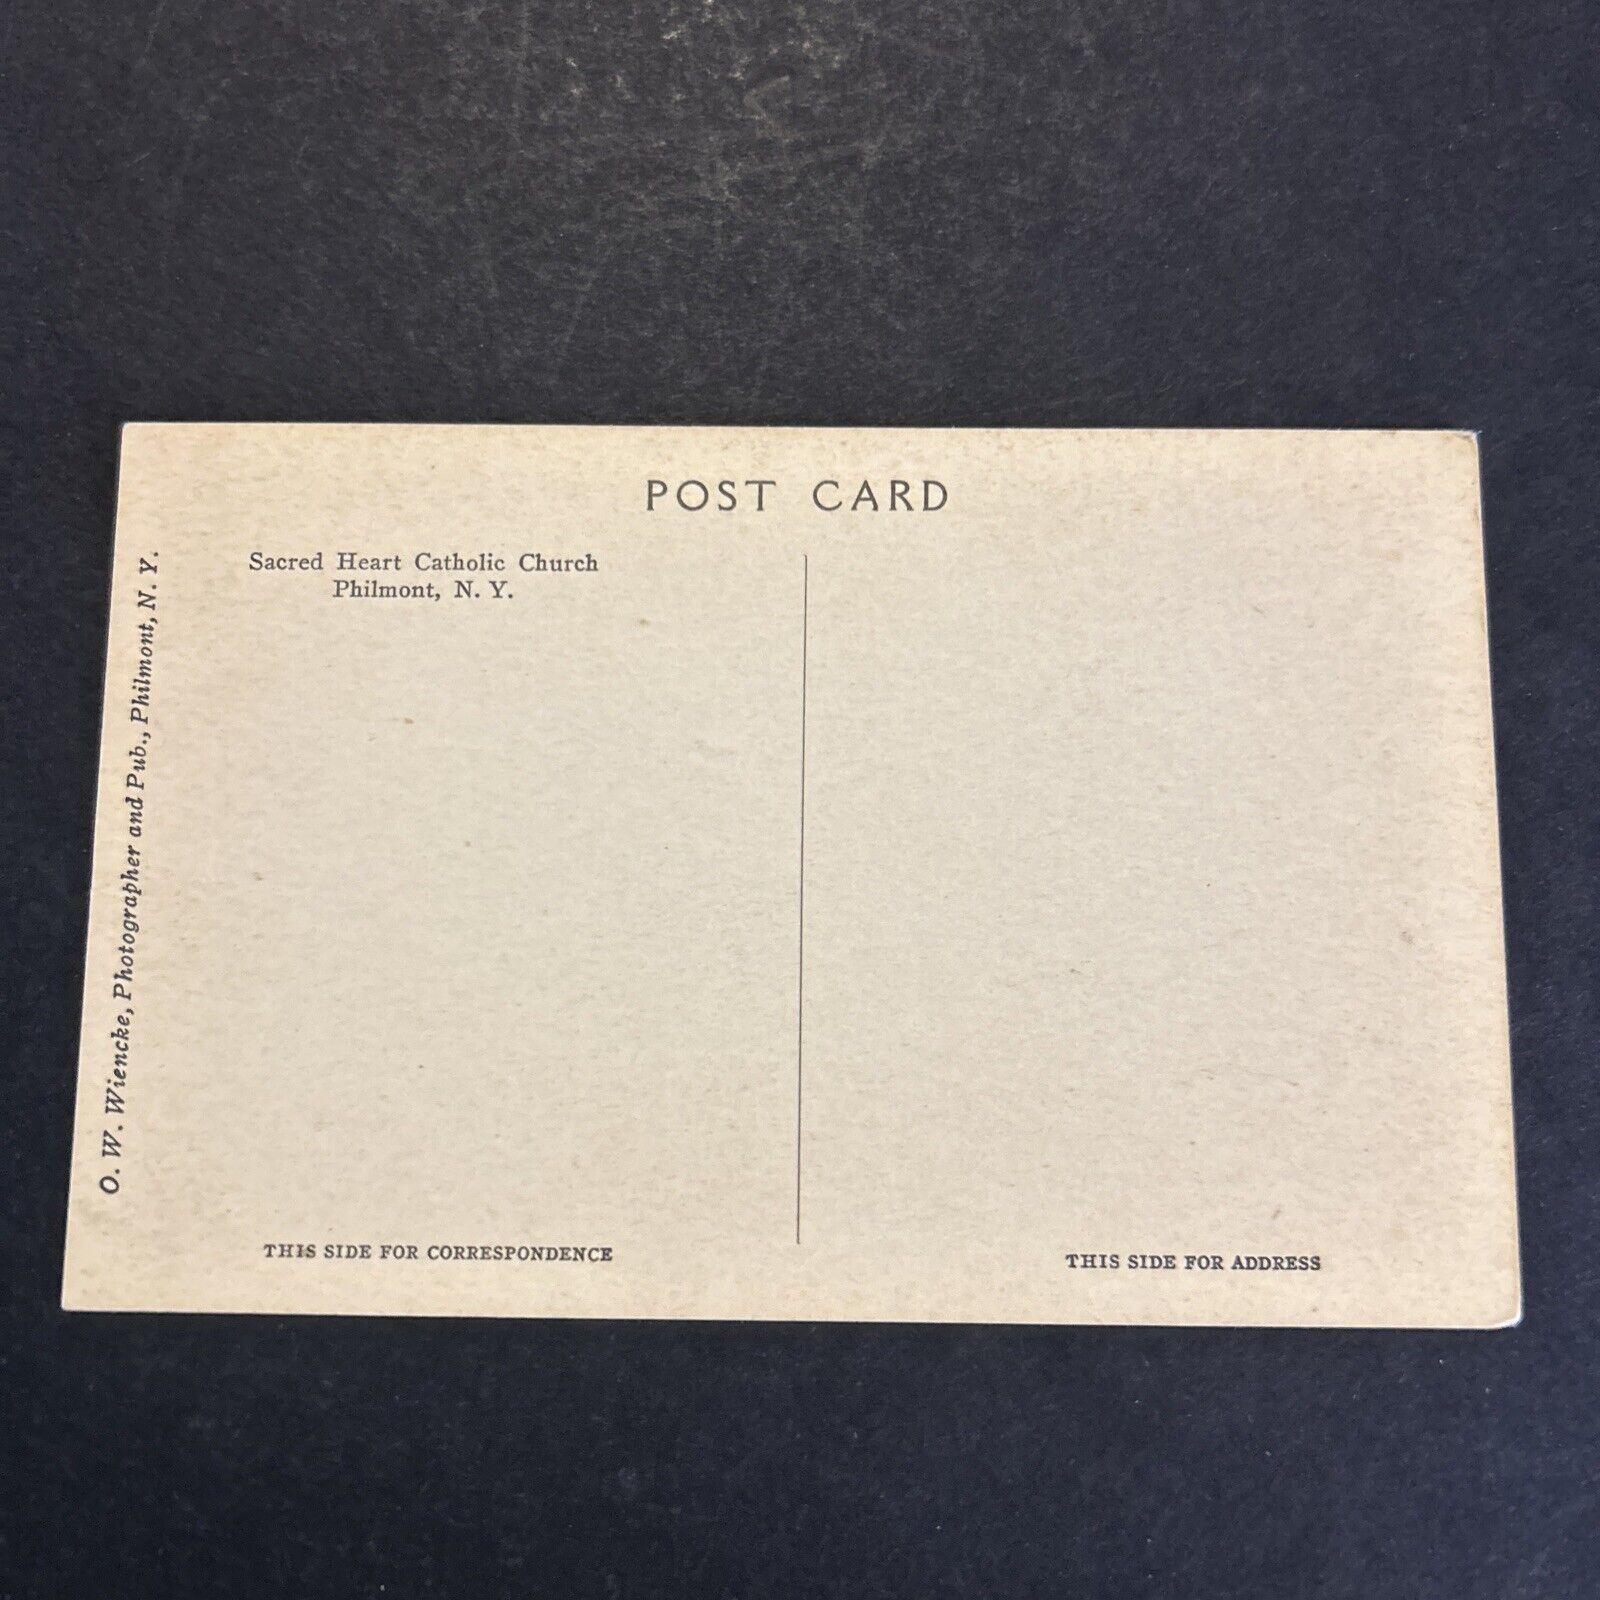 POST CARD
Sacred Heart Catholic Church
Philmont, N. Y.
O. W. Wiencke, Photographer and Pub., Philmont, N. Y.
THIS SIDE FOR CORRESPONDENCE
THIS SIDE FOR ADDRESS